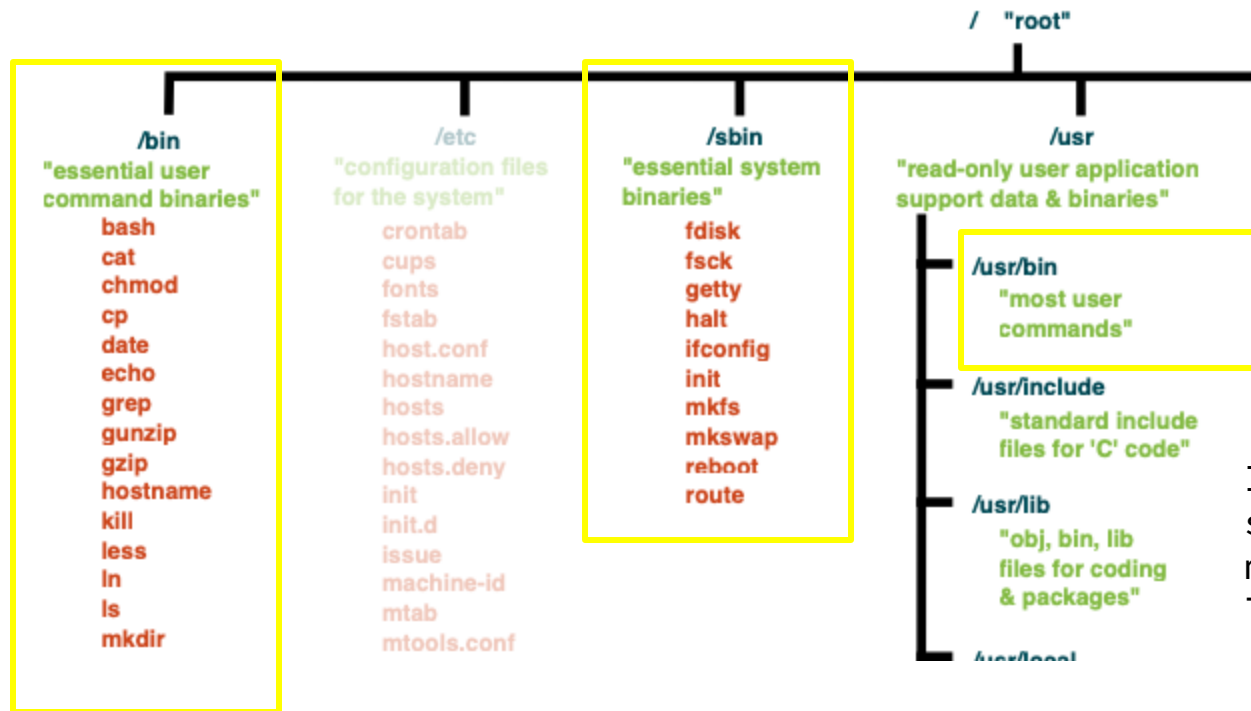 / "root"
/bin
"essential user
command binaries"
bash
cat
chmod
cp
date
echo
grep
gunzip
gzip
hostname
kill
less
ln
ls
mkdir
/etc
"configuration files
for the system"
crontab
cups
fonts
fstab
host.conf
hostname
hosts
hosts.allow
hosts.deny
init
init.d
issue
machine-id
mtab
mtools.conf
/sbin
"essential system
binaries"
fdisk
fsck
getty
halt
ifconfig
init
mkfs
mkswap
reboot
route
/usr
"read-only user application
support data & binaries"
/usr/bin
"most user
commands"
/usr/include
"standard include
files for 'C' code"
/usr/lib
"obj, bin, lib
files for coding
& packages"
/usr/local